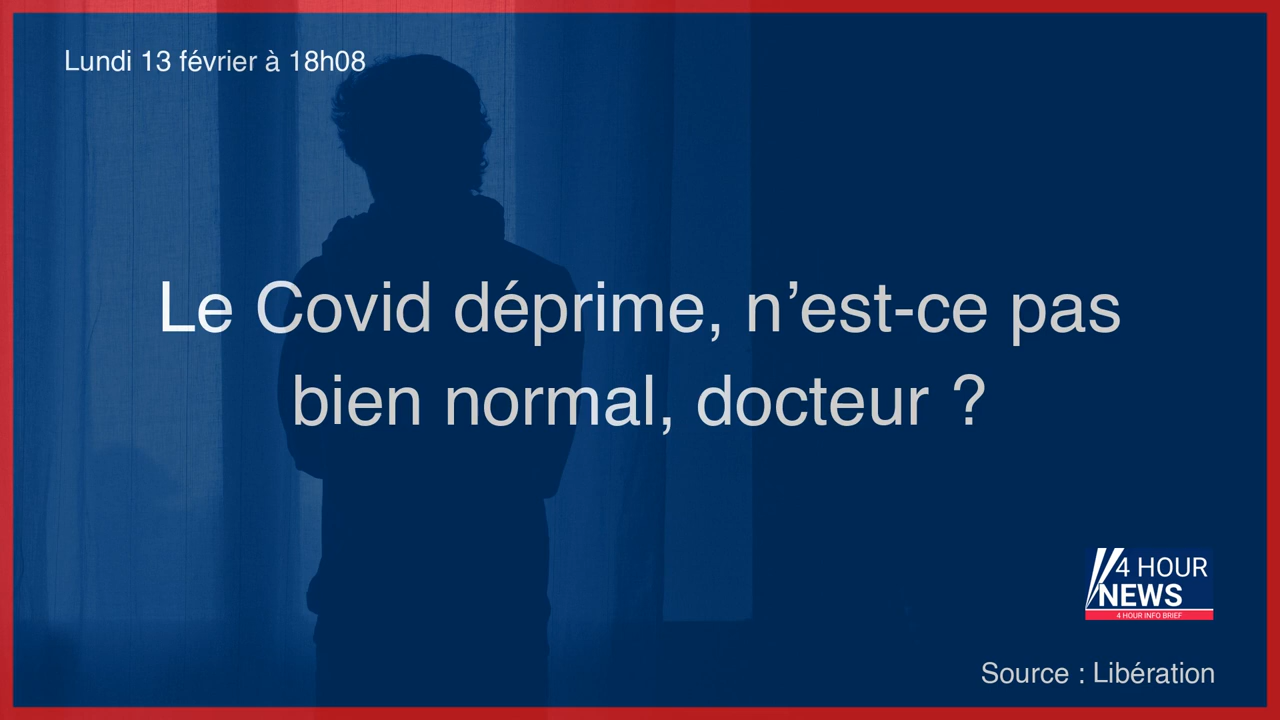 Lundi 13 février à 18h08
Le Covid déprime, n’est-ce pas
bien normal, docteur ?
4 HOUR
NEWS
4 HOUR INFO BRIEF
Source : Libération